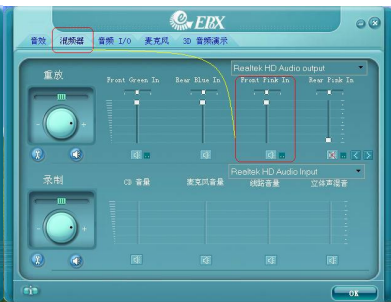 EPX
音效 混频器 音频 I/O 麦克风 3D 音频演示
Realtek HD Audio output
重放
Front Green In Rear Blue In Front Pink In Rear Pink In
Realtek HD Audio Input
录制
CD 音量 麦克风音量 线路音量 立体声混音
OK